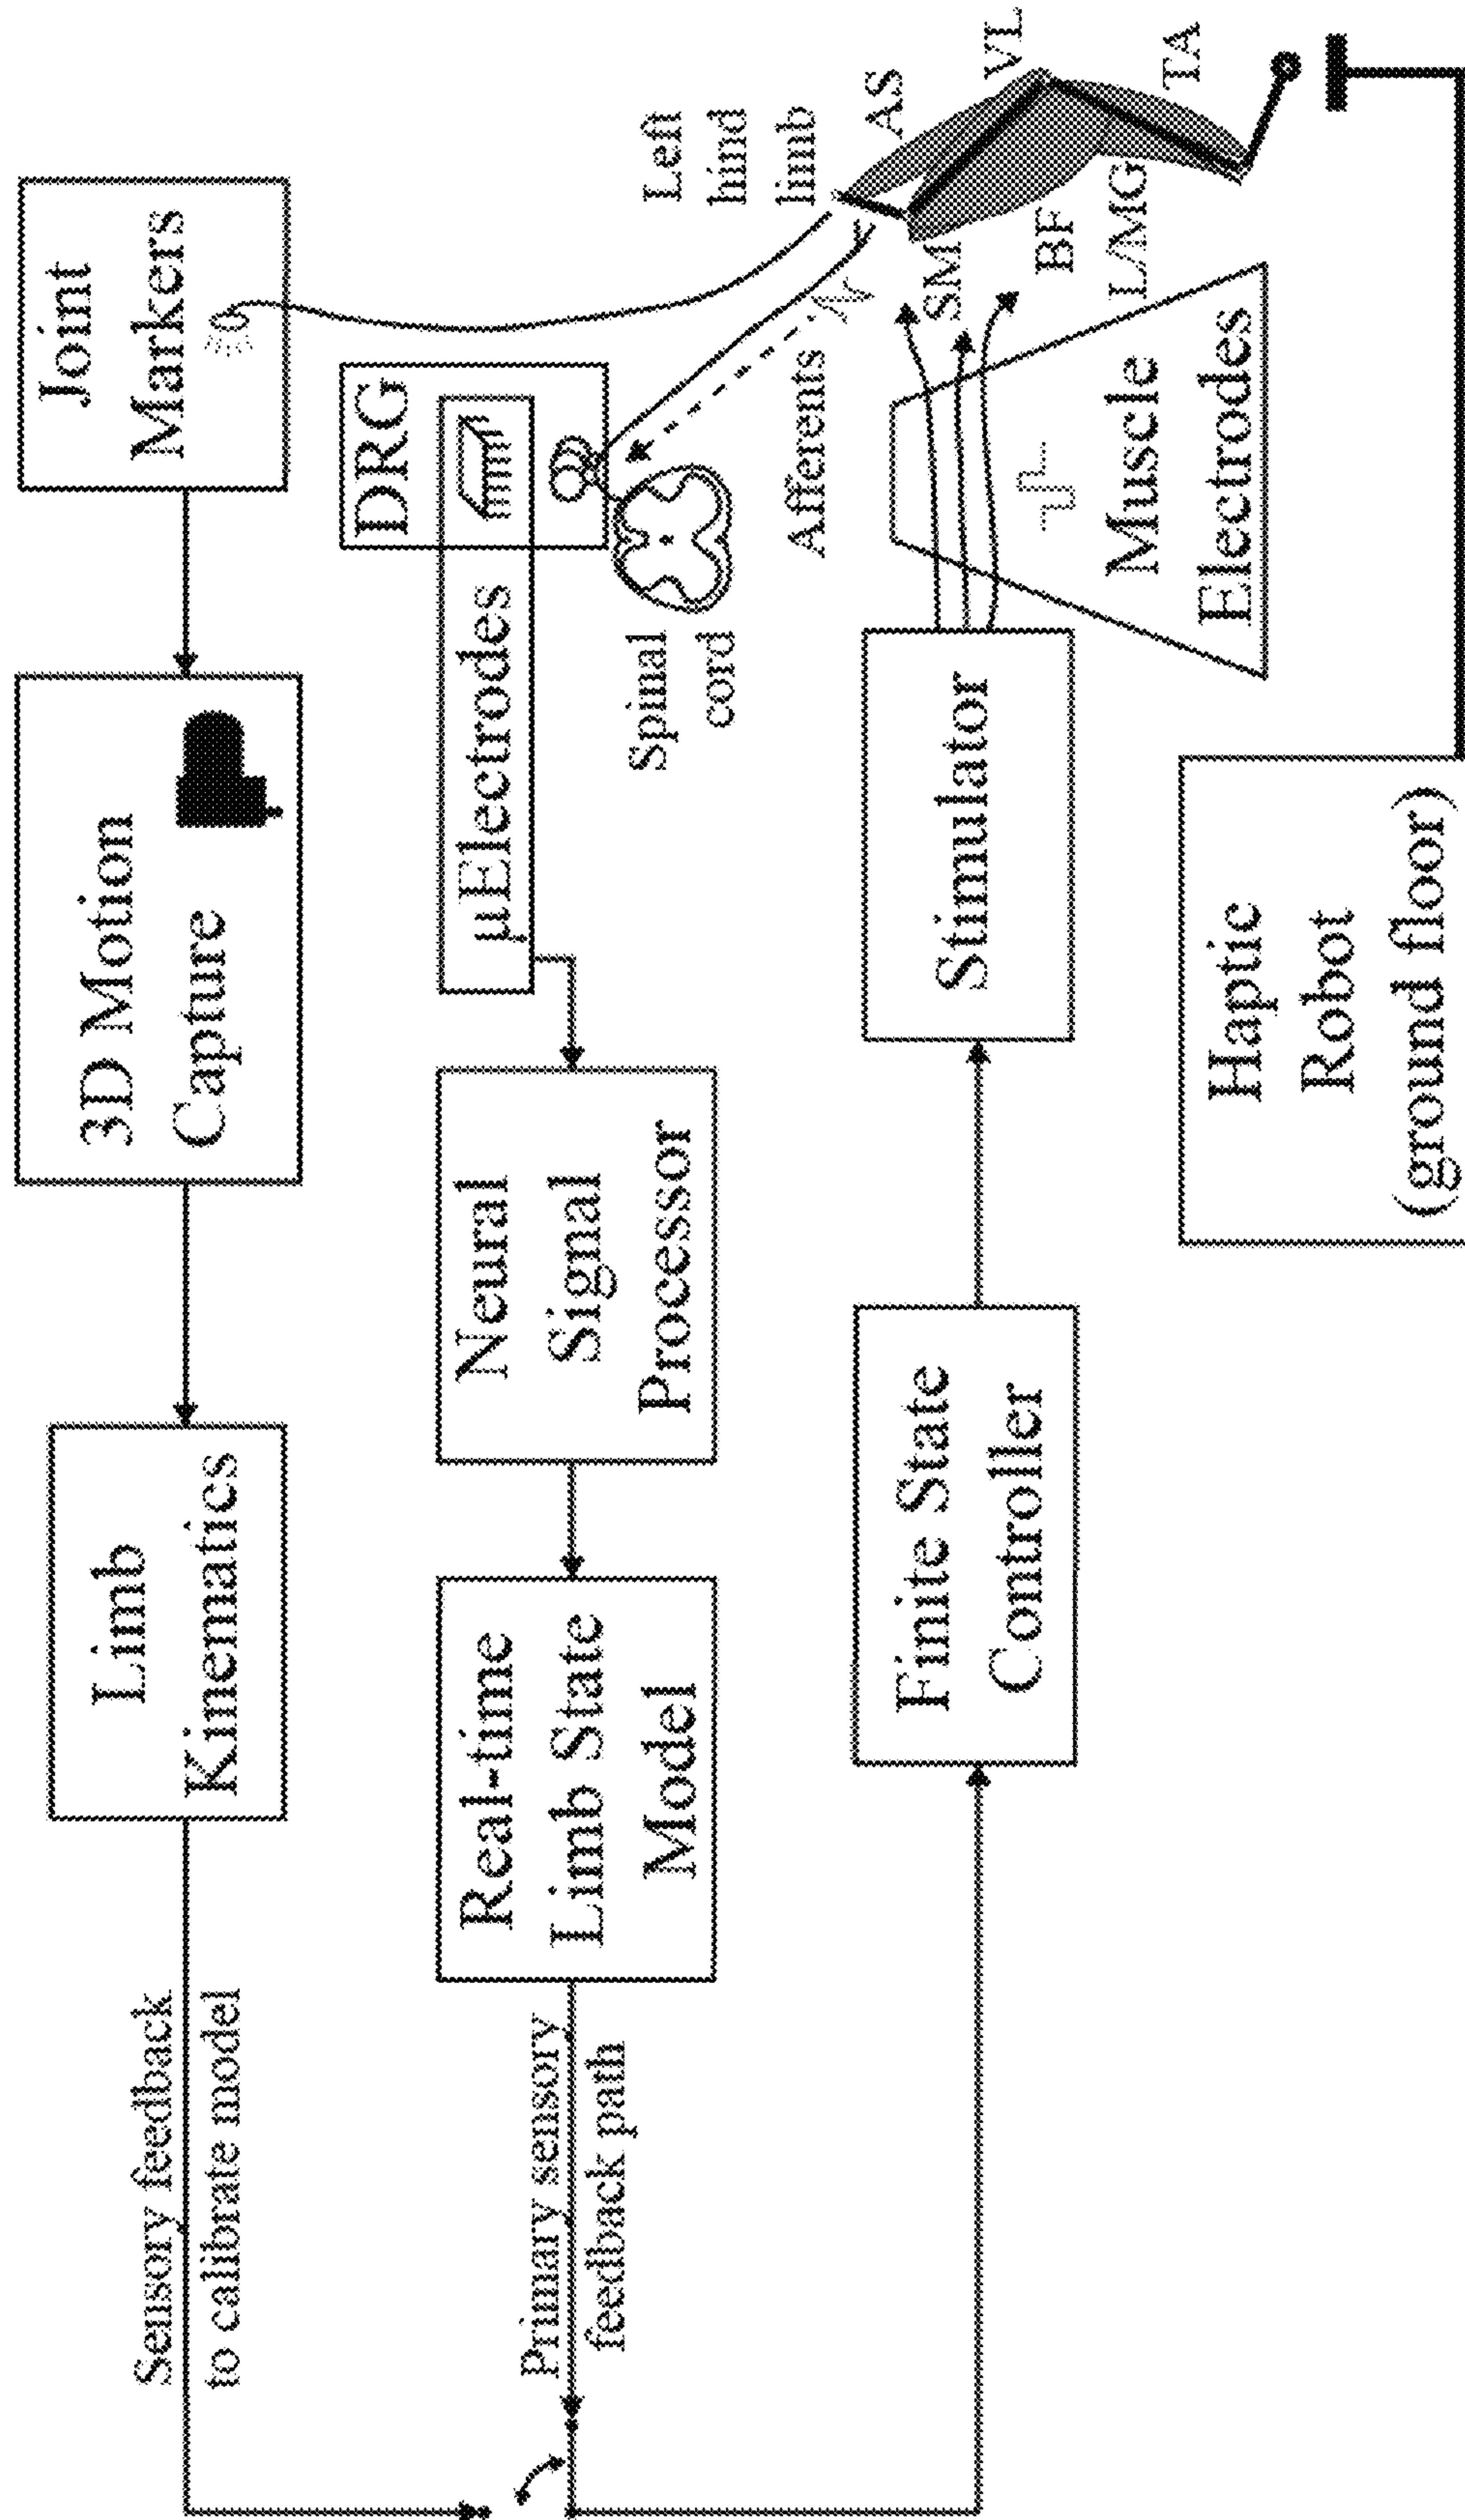 Sensory feedback
to calibrate model
Limb
Kinematics
3D Motion
Capture
Joint
Markers
Primary sensory
feedback path
Real-time
Limb State
Model
Neural
Signal
Processor
µElectrodes
DRG
Spinal
cord
Afferents
Left
hind
limb
Finite State
Controller
Stimulator
Muscle
Electrodes
SM
BF
L/MG
AS
VL
TA
Haptic
Robot
(ground floor)